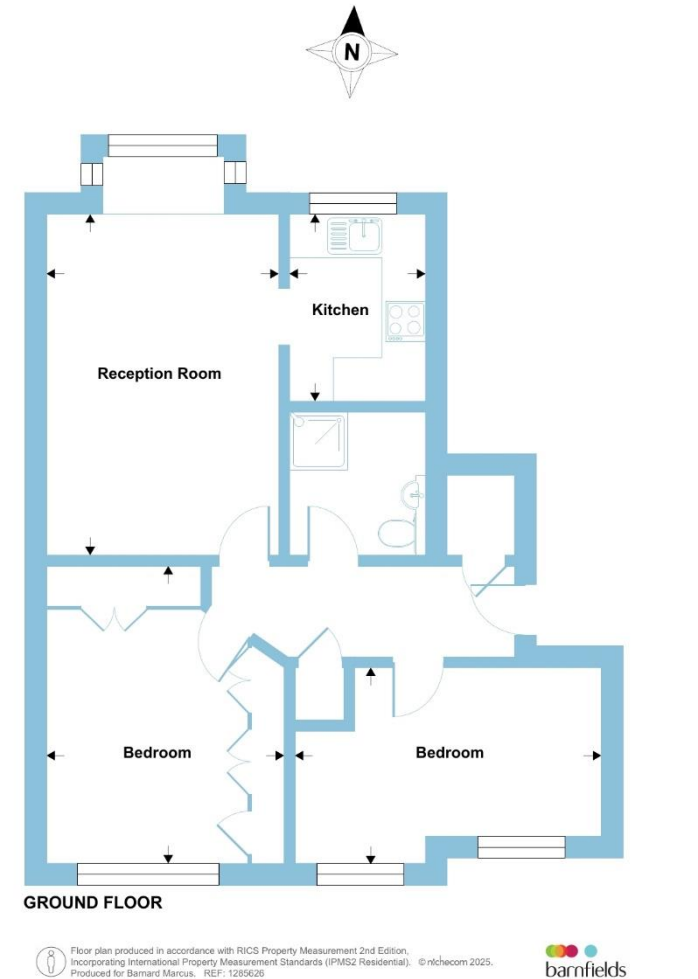 N
Kitchen
Reception Room
Bedroom
Bedroom
GROUND FLOOR
Floor plan produced in accordance with RICS Property Measurement 2nd Edition,
Incorporating International Property Measurement Standards (IPMS2 Residential). © nichecom 2025.
Produced for Barnard Marcus. REF: 1285626
barnfields